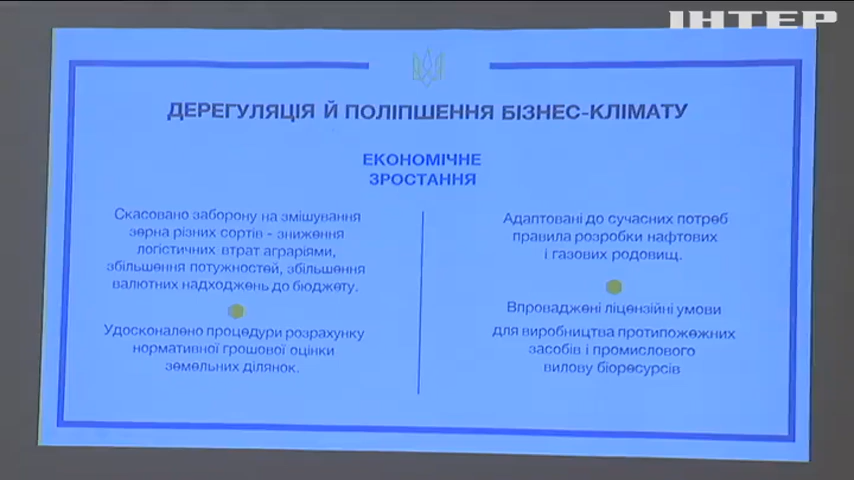 ІНТЕР
ДЕРЕГУЛЯЦІЯ Й ПОЛІПШЕННЯ БІЗНЕС-КЛІМАТУ
ЕКОНОМІЧНЕ
ЗРОСТАННЯ
Скасовано заборону на змішування
зерна різних сортів - зниження
логістичних втрат аграріями,
збільшення потужностей, збільшення
валютних надходжень до бюджету.
Удосконалено процедури розрахунку
нормативної грошової оцінки
земельних ділянок.
Адаптовані до сучасних потреб
правила розробки нафтових
і газових родовищ.
Впроваджені ліцензійні умови
для виробництва протипожежних
засобів і промислового
вилову біоресурсів